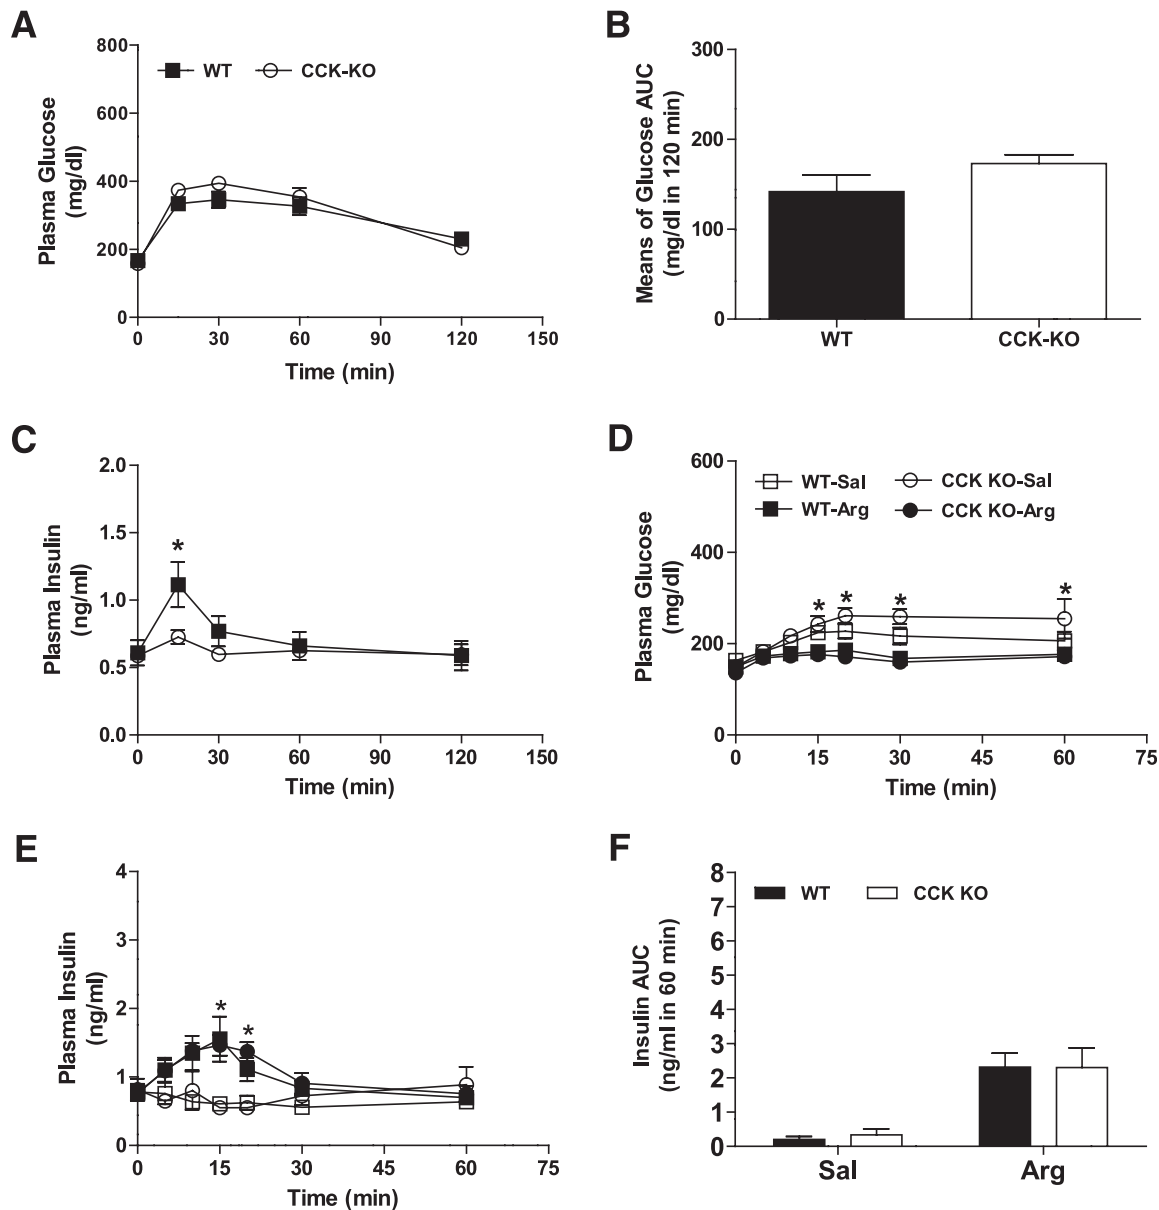 A
800
600
400
200
0
Plasma Glucose
(mg/dl)
WT
CCK-KO
0 30 60 90 120 150
Time (min)
B
300
200
100
0
Means of Glucose AUC
(mg/dl in 120 min)
WT CCK-KO
C
2.0
1.5
1.0
0.5
0.0
Plasma Insulin
(ng/ml)
*
0 30 60 90 120 150
Time (min)
D
600
400
200
0
Plasma Glucose
(mg/dl)
WT-Sal CCK KO-Sal
WT-Arg CCK KO-Arg
* * * *
0 15 30 45 60 75
Time (min)
E
4
3
2
1
0
Plasma Insulin
(ng/ml)
* *
0 15 30 45 60 75
Time (min)
F
8
7
6
5
4
3
2
1
0
Insulin AUC
(ng/ml in 60 min)
WT CCK KO
Sal Arg